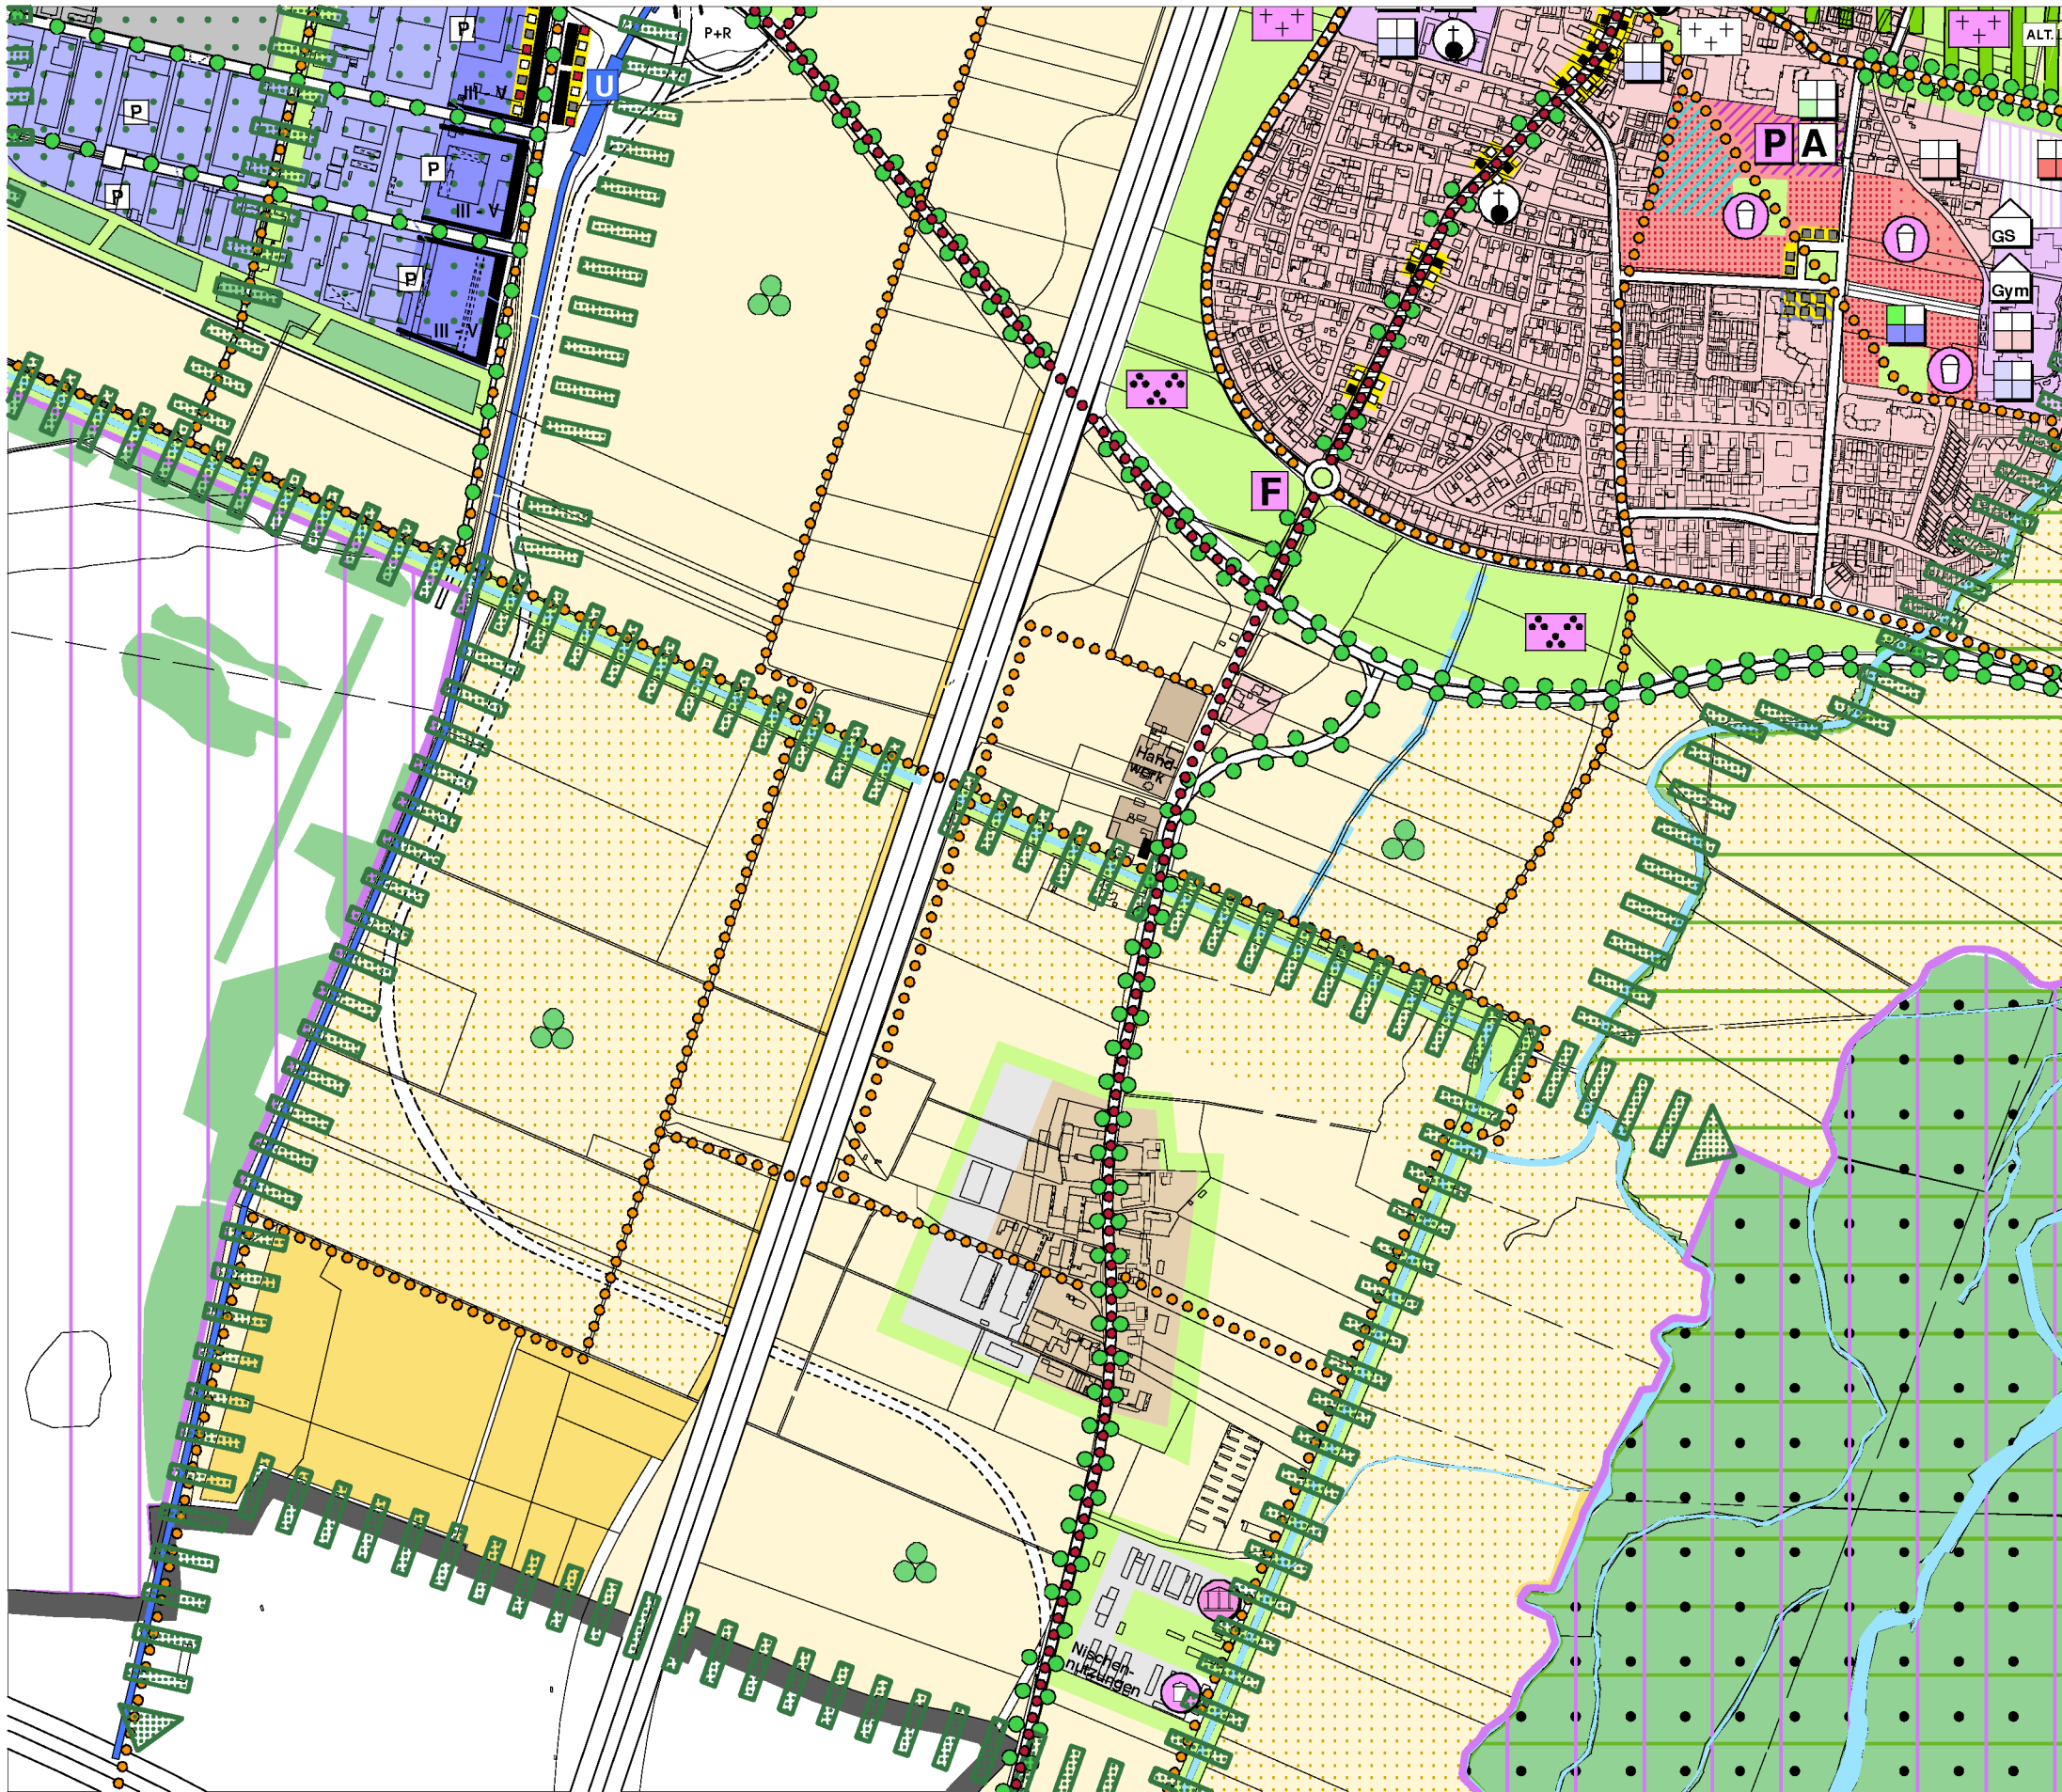 P
P+R
ALT.
U
P
III - V
P A
P
P
III - V
GS
P
Gym
III - V
F
Hand-
werk
Nischen-
nutzungen